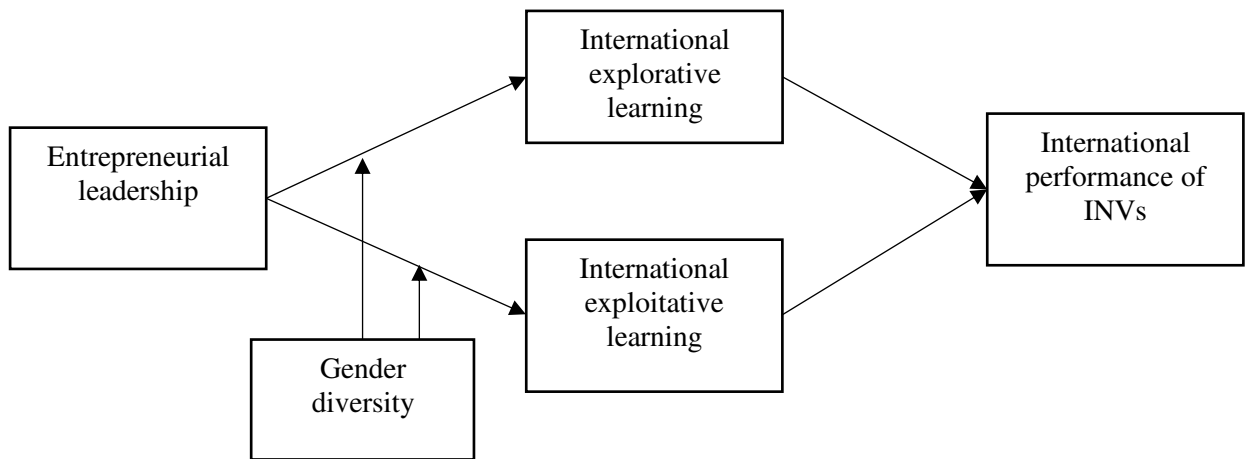 Entrepreneurial
leadership
International
explorative
learning
International
exploitative
learning
Gender
diversity
International
performance of
INVs